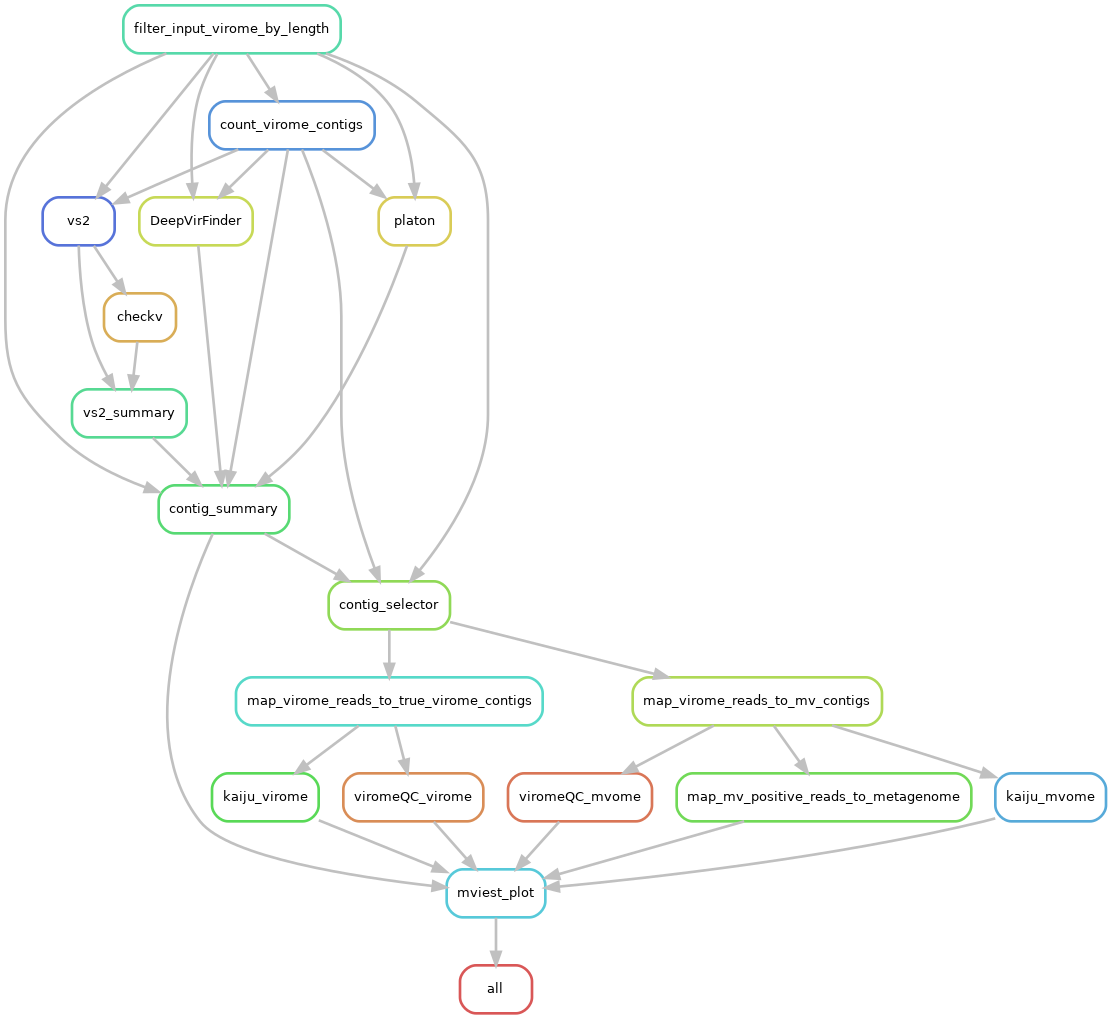 filter_input_virome_by_length
count_virome_contigs
vs2
DeepVirFinder
platon
checkv
vs2_summary
contig_summary
contig_selector
map_virome_reads_to_true_virome_contigs
map_virome_reads_to_mv_contigs
kaiju_virome
viromeQC_virome
viromeQC_mvome
map_mv_positive_reads_to_metagenome
kaiju_mvome
mviest_plot
all